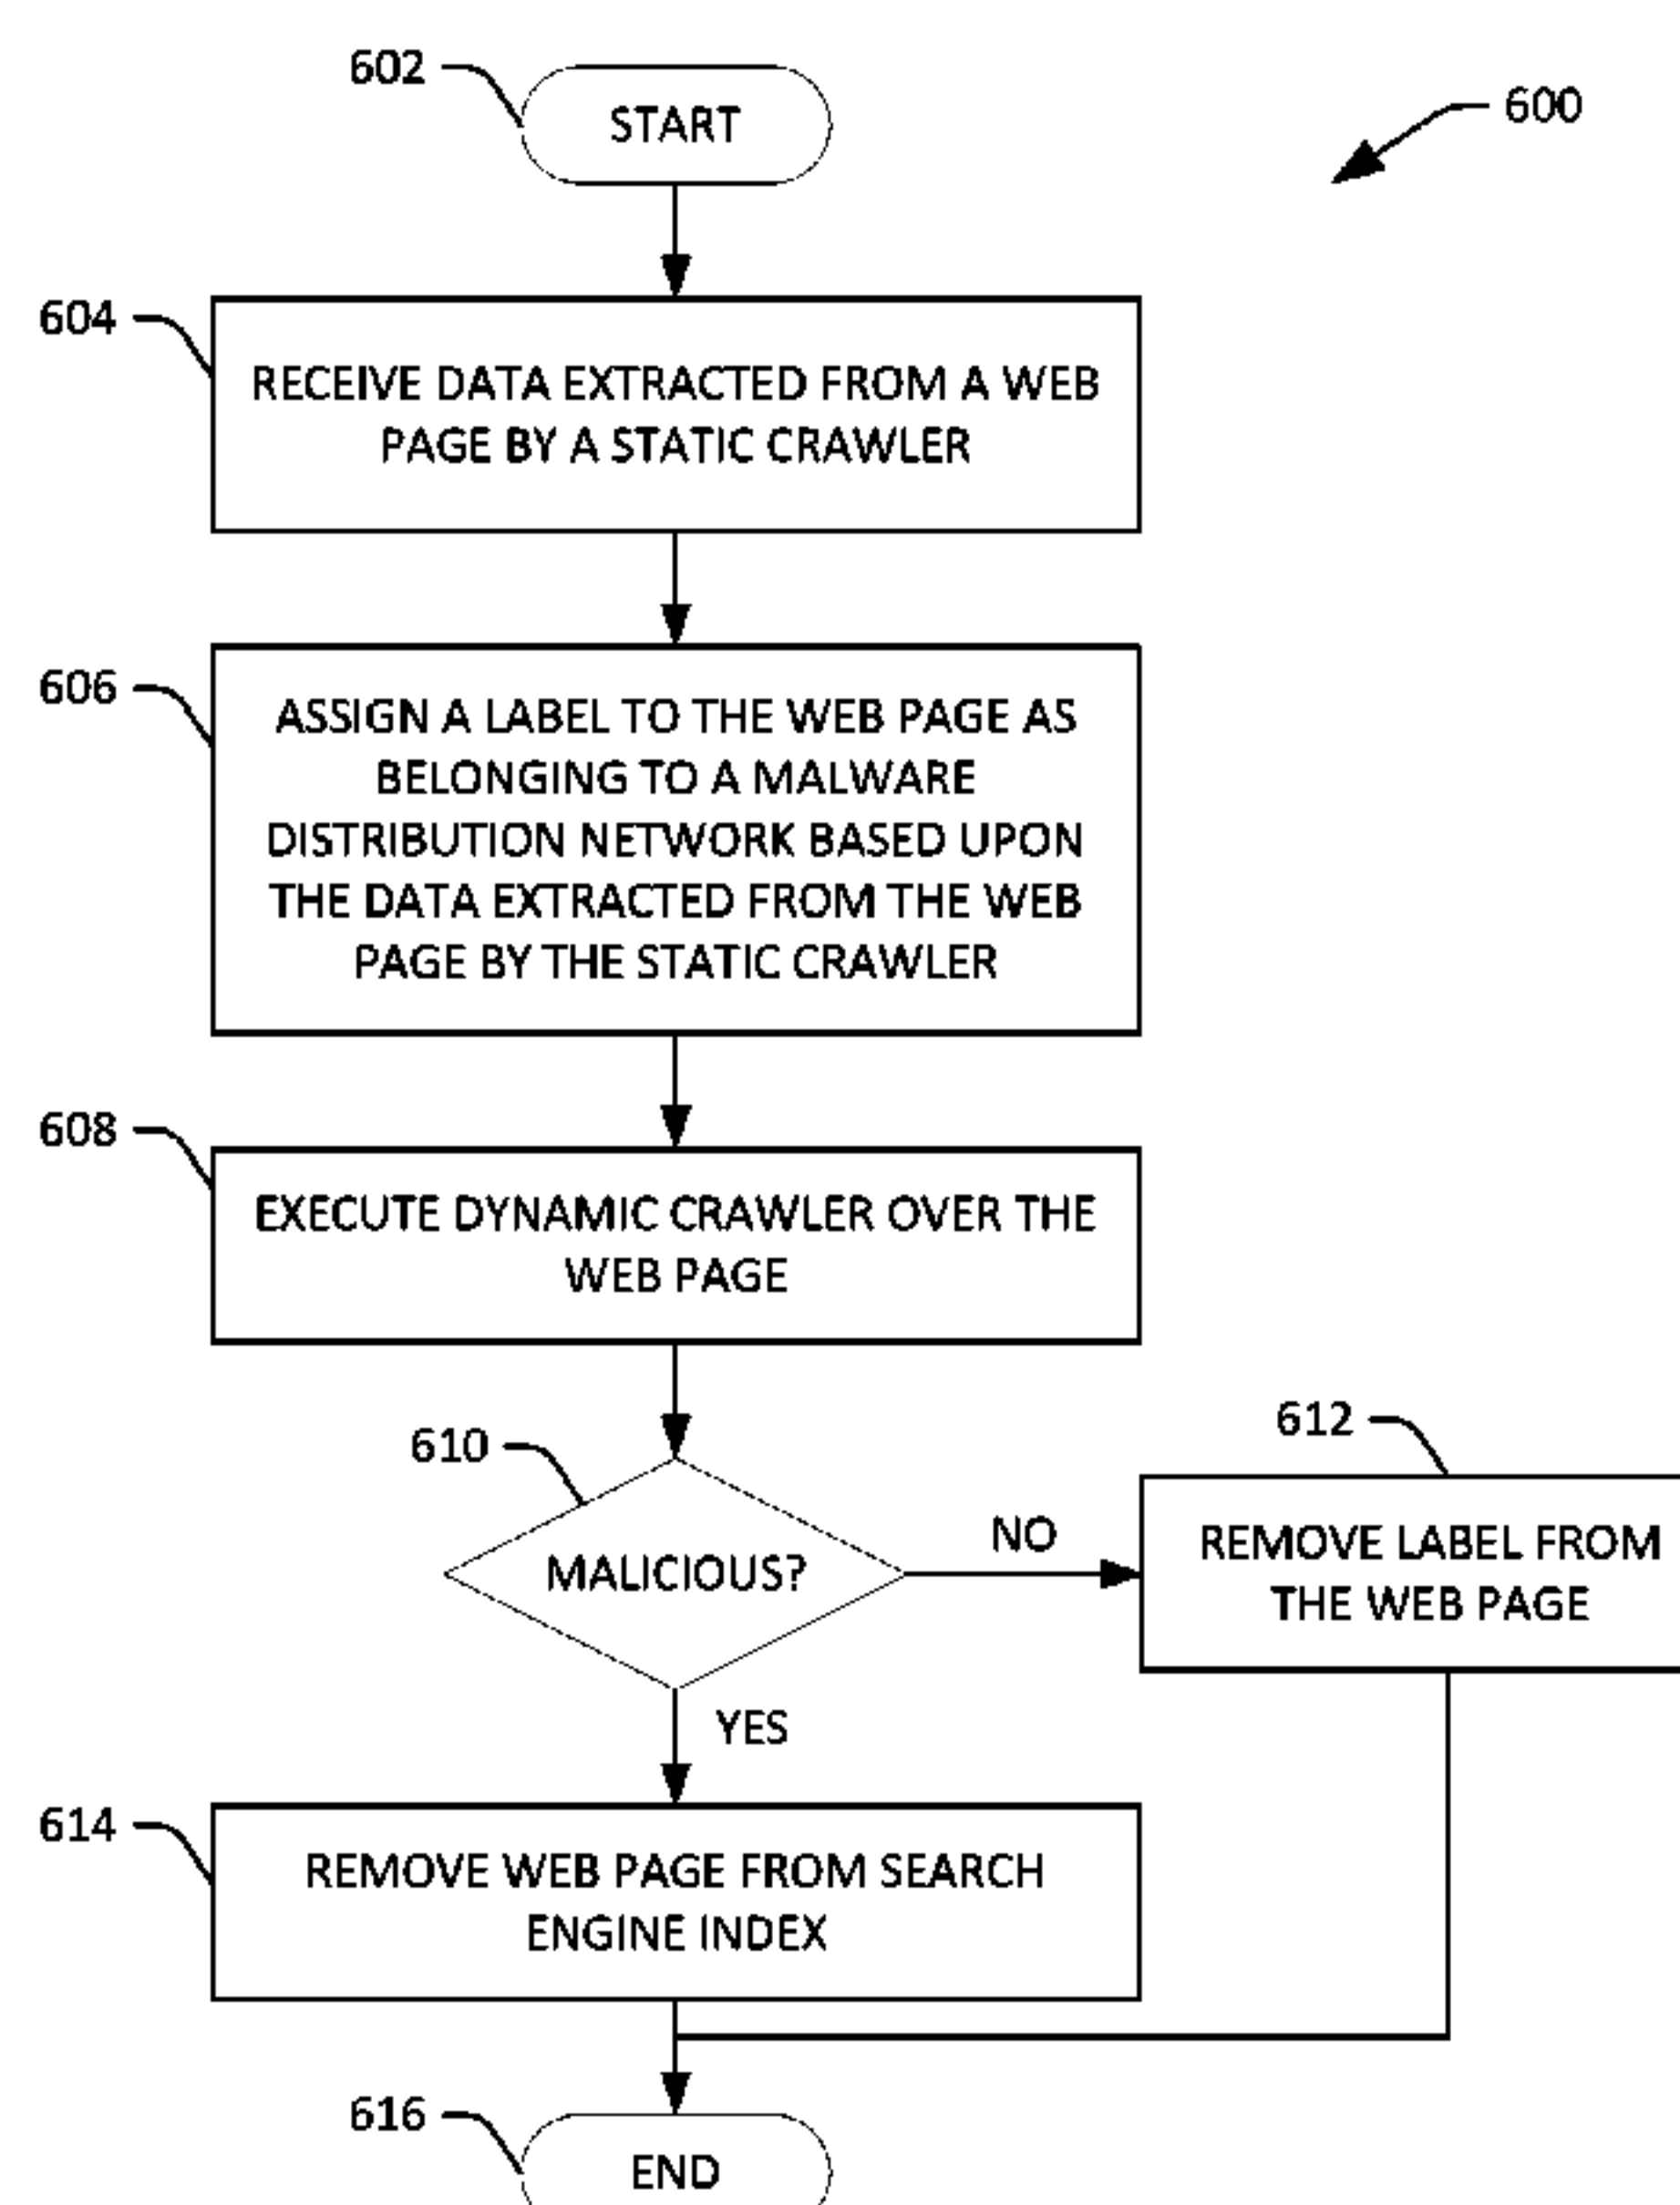 602
START
600
604
RECEIVE DATA EXTRACTED FROM A WEB
PAGE BY A STATIC CRAWLER
606
ASSIGN A LABEL TO THE WEB PAGE AS
BELONGING TO A MALWARE
DISTRIBUTION NETWORK BASED UPON
THE DATA EXTRACTED FROM THE WEB
PAGE BY THE STATIC CRAWLER
608
EXECUTE DYNAMIC CRAWLER OVER THE
WEB PAGE
610
MALICIOUS?
NO
612
REMOVE LABEL FROM
THE WEB PAGE
YES
614
REMOVE WEB PAGE FROM SEARCH
ENGINE INDEX
616
END